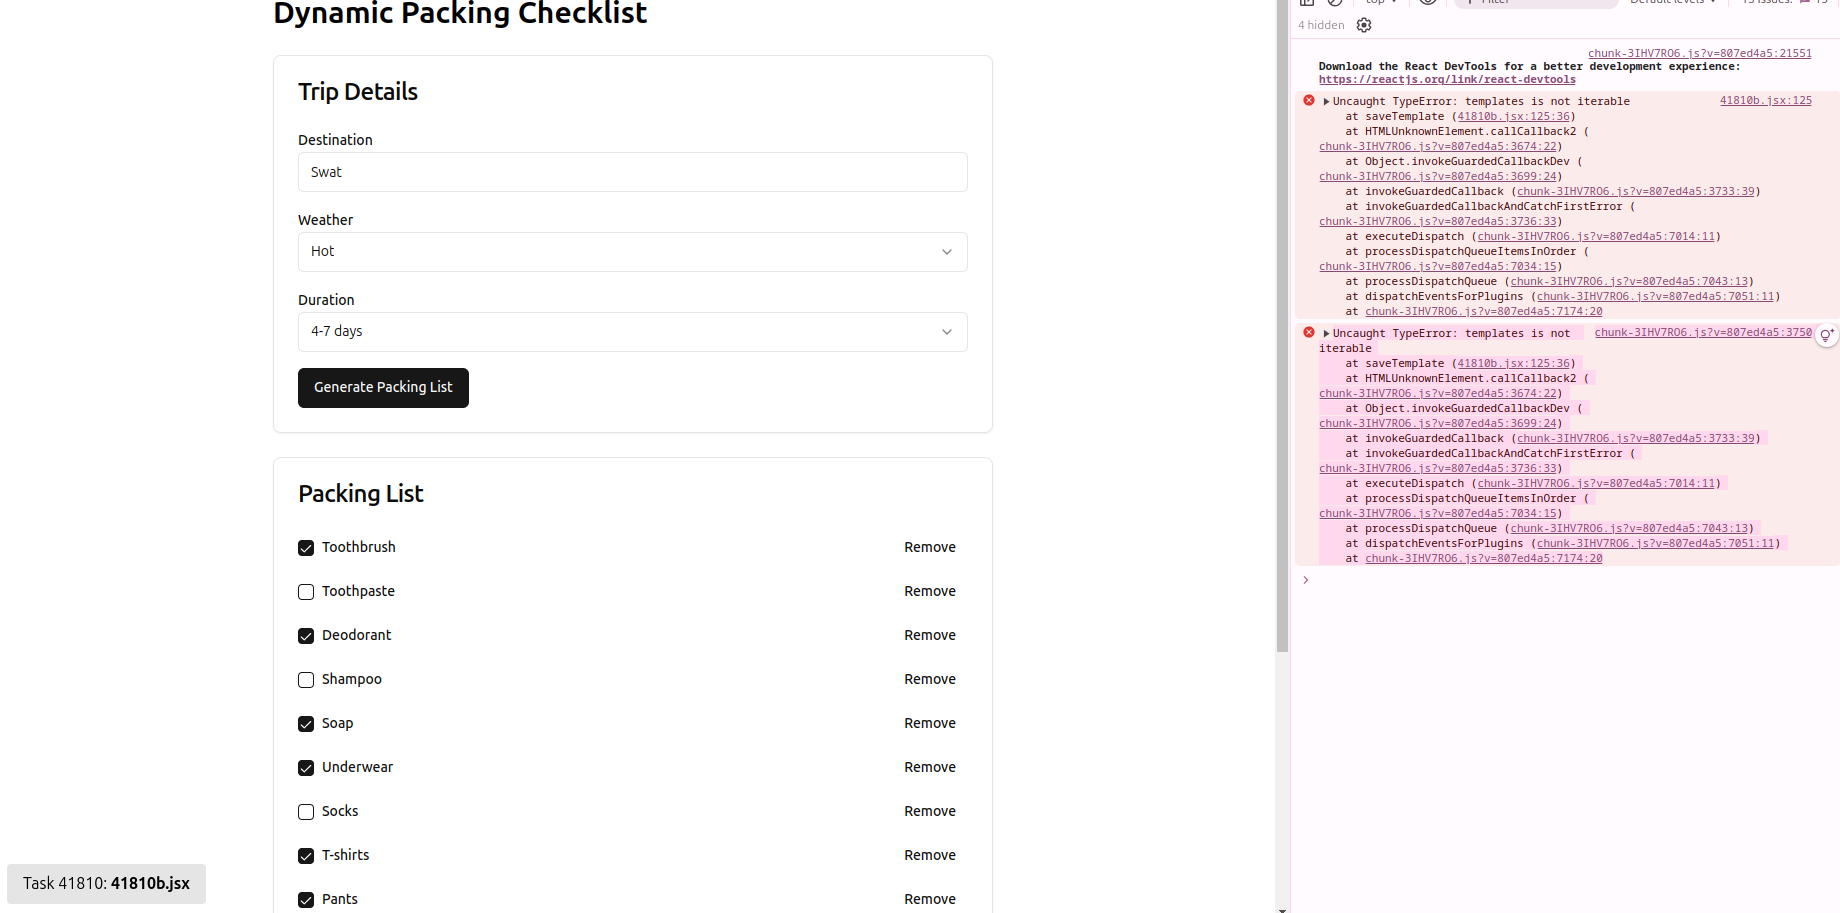 Dynamic Packing Checklist
Trip Details
Destination
Swat
Weather
Hot
Duration
4-7 days
Generate Packing List
Packing List
Toothbrush Remove
Toothpaste Remove
Deodorant Remove
Shampoo Remove
Soap Remove
Underwear Remove
Socks Remove
T-shirts Remove
Pants Remove
Task 41810: 41810b.jsx
4 hidden
chunk-3IHV7RO6.js?v=807ed4a5:21551
Download the React DevTools for a better development experience:
https://reactjs.org/link/react-devtools
Uncaught TypeError: templates is not iterable 41810b.jsx:125
at saveTemplate (41810b.jsx:125:36)
at HTMLUnknownElement.callCallback2 (
chunk-3IHV7RO6.js?v=807ed4a5:3674:22)
at Object.invokeGuardedCallbackDev (
chunk-3IHV7RO6.js?v=807ed4a5:3699:24)
at invokeGuardedCallback (chunk-3IHV7RO6.js?v=807ed4a5:3733:39)
at invokeGuardedCallbackAndCatchFirstError (
chunk-3IHV7RO6.js?v=807ed4a5:3736:33)
at executeDispatch (chunk-3IHV7RO6.js?v=807ed4a5:7014:11)
at processDispatchQueueItemsInOrder (
chunk-3IHV7RO6.js?v=807ed4a5:7034:15)
at processDispatchQueue (chunk-3IHV7RO6.js?v=807ed4a5:7043:13)
at dispatchEventsForPlugins (chunk-3IHV7RO6.js?v=807ed4a5:7051:11)
at chunk-3IHV7RO6.js?v=807ed4a5:7174:20
Uncaught TypeError: templates is not chunk-3IHV7RO6.js?v=807ed4a5:3750
iterable
at saveTemplate (41810b.jsx:125:36)
at HTMLUnknownElement.callCallback2 (
chunk-3IHV7RO6.js?v=807ed4a5:3674:22)
at Object.invokeGuardedCallbackDev (
chunk-3IHV7RO6.js?v=807ed4a5:3699:24)
at invokeGuardedCallback (chunk-3IHV7RO6.js?v=807ed4a5:3733:39)
at invokeGuardedCallbackAndCatchFirstError (
chunk-3IHV7RO6.js?v=807ed4a5:3736:33)
at executeDispatch (chunk-3IHV7RO6.js?v=807ed4a5:7014:11)
at processDispatchQueueItemsInOrder (
chunk-3IHV7RO6.js?v=807ed4a5:7034:15)
at processDispatchQueue (chunk-3IHV7RO6.js?v=807ed4a5:7043:13)
at dispatchEventsForPlugins (chunk-3IHV7RO6.js?v=807ed4a5:7051:11)
at chunk-3IHV7RO6.js?v=807ed4a5:7174:20